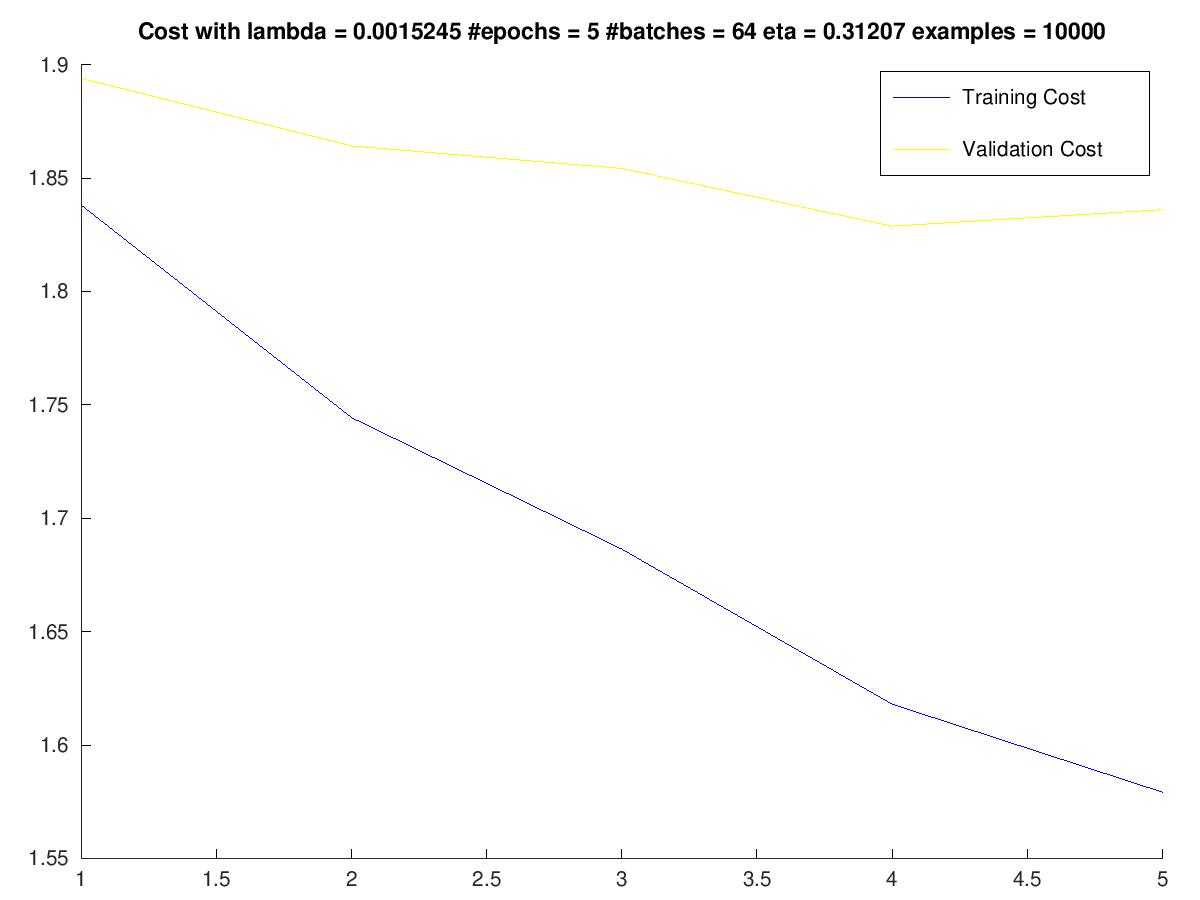 Cost with lambda = 0.0015245 #epochs = 5 #batches = 64 eta = 0.31207 examples = 10000
1.9
Training Cost
Validation Cost
1.85
1.8
1.75
1.7
1.65
1.6
1.55
1 1.5 2 2.5 3 3.5 4 4.5 5